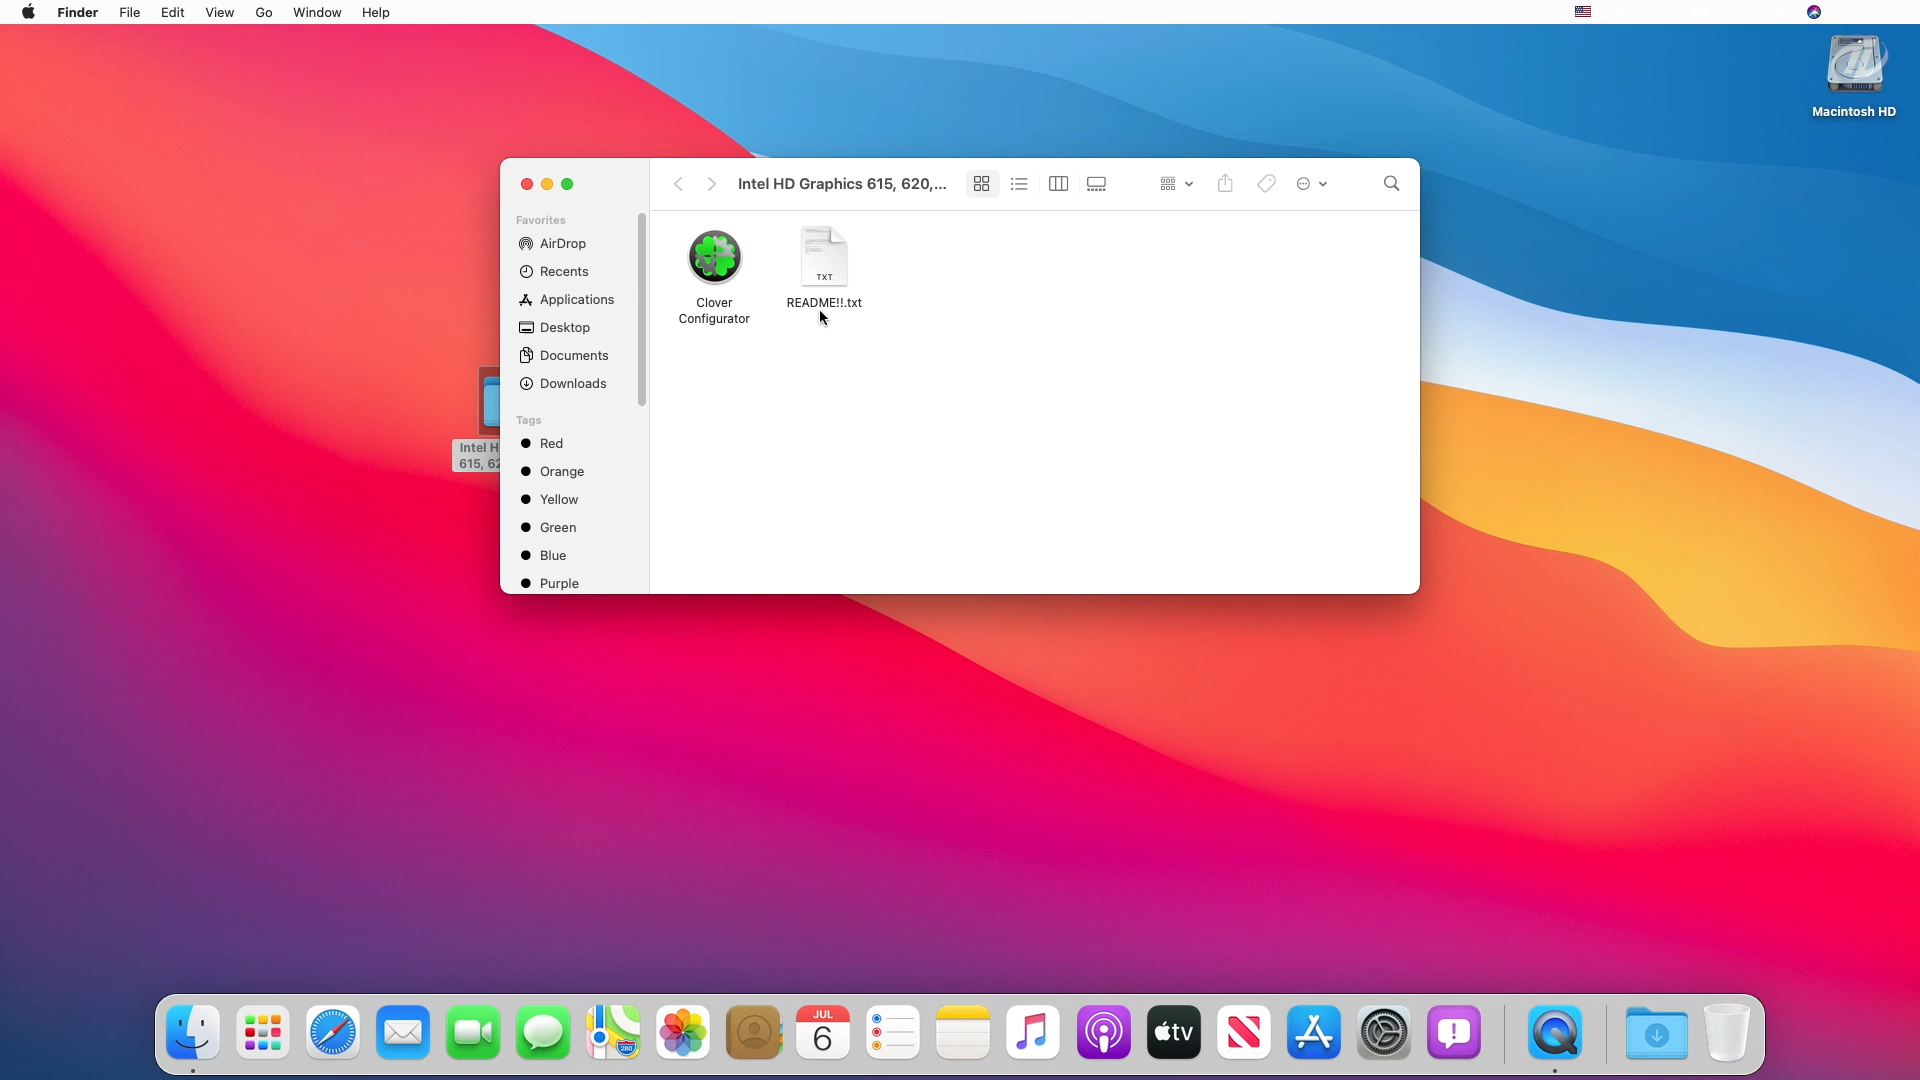 Finder File Edit View Go Window Help
Macintosh HD
Intel HD Graphics 615, 620,...
Favorites
AirDrop
Recents
Applications
Desktop
Documents
Downloads
Tags
Red
Orange
Yellow
Green
Blue
Purple
TXT
Clover
Configurator
README!!.txt
Intel H
615, 62
JUL
6
280
tv